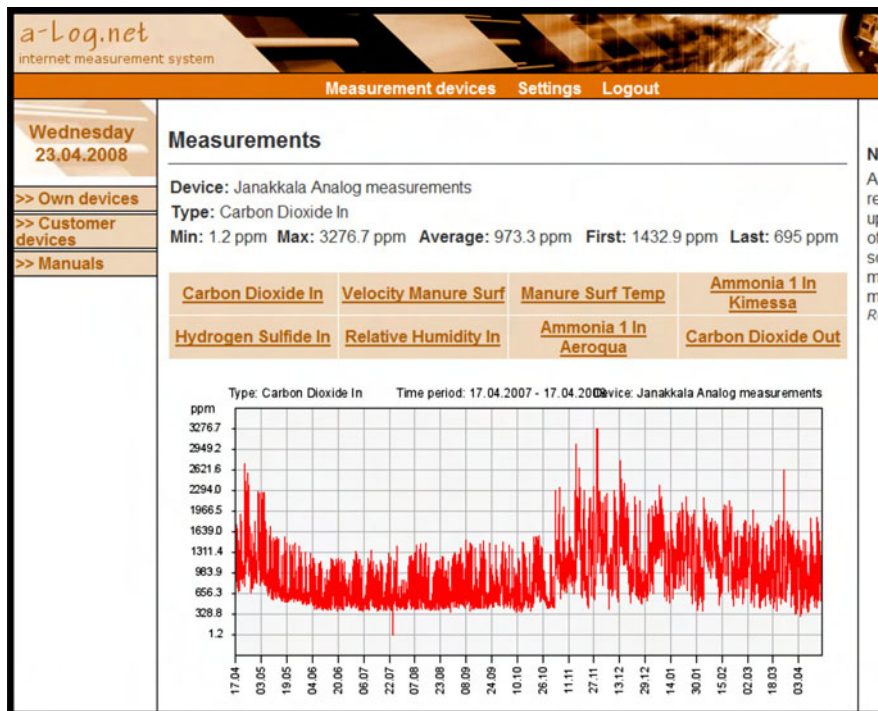 a-Log.net
internet measurement system
Measurement devices Settings Logout
Wednesday
23.04.2008
>> Own devices
>> Customer
devices
>> Manuals
Measurements
Device: Janakkala Analog measurements
Type: Carbon Dioxide In
Min: 1.2 ppm Max: 3276.7 ppm Average: 973.3 ppm First: 1432.9 ppm Last: 695 ppm
Carbon Dioxide In Velocity Manure Surf Manure Surf Temp Ammonia 1 In
Kimessa
Hydrogen Sulfide In Relative Humidity In Ammonia 1 In
Aeroqua Carbon Dioxide Out
Type: Carbon Dioxide In Time period: 17.04.2007 - 17.04.2008 Device: Janakkala Analog measurements
ppm
3276.7
2949.2
2621.6
2294.0
1966.5
1639.0
1311.4
983.9
656.3
328.8
1.2
17.04 03.05 19.05 04.06 20.06 06.07 22.07 07.08 23.08 08.09 24.09 10.10 26.10 11.11 27.11 13.12 29.12 14.01 30.01 15.02 02.03 18.03 03.04